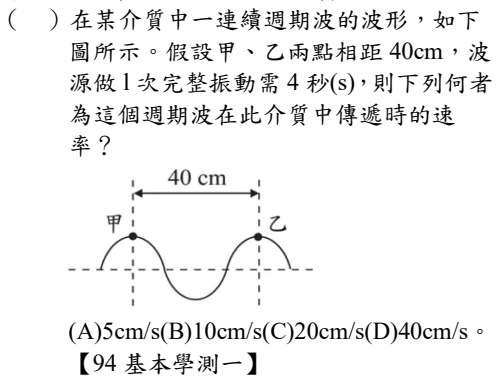 (　　)在某介質中一連續週期波的波形，如下
圖所示。假設甲、乙兩點相距 40cm，波
源做 1 次完整振動需 4 秒(s)，則下列何者
為這個週期波在此介質中傳遞時的速
率？
40 cm
甲
乙
(A)5cm/s(B)10cm/s(C)20cm/s(D)40cm/s。
【94 基本學測一】